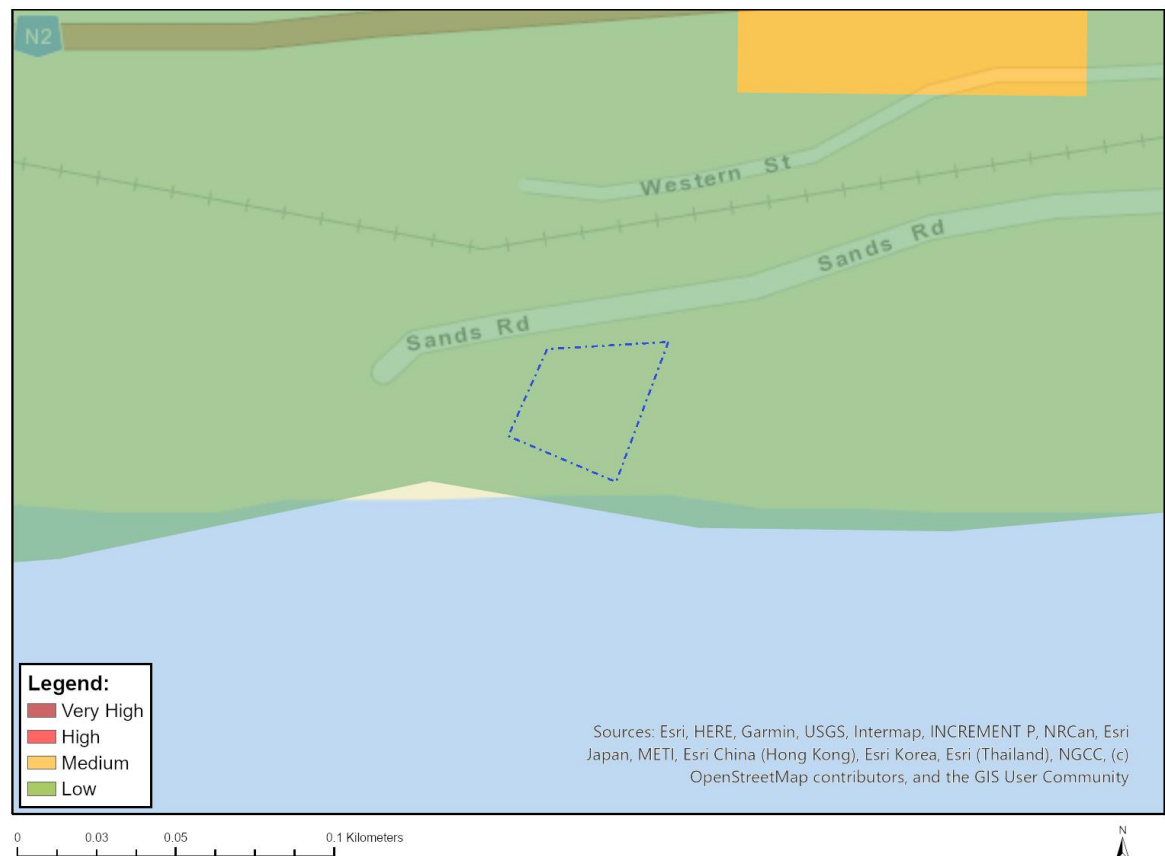 N2
Western St
Sands Rd
Sands Rd
Legend:
Very High
High
Medium
Low
Sources: Esri, HERE, Garmin, USGS, Intermap, INCREMENT P, NRCan, Esri
Japan, METI, Esri China (Hong Kong), Esri Korea, Esri (Thailand), NGCC, (c)
OpenStreetMap contributors, and the GIS User Community
0 0.03 0.05 0.1 Kilometers
N